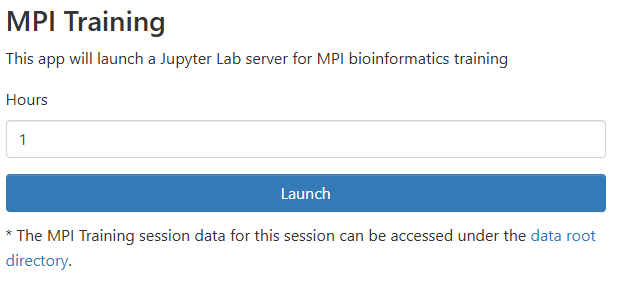 MPI Training
This app will launch a Jupyter Lab server for MPI bioinformatics training
Hours
1
Launch
* The MPI Training session data for this session can be accessed under the data root
directory.